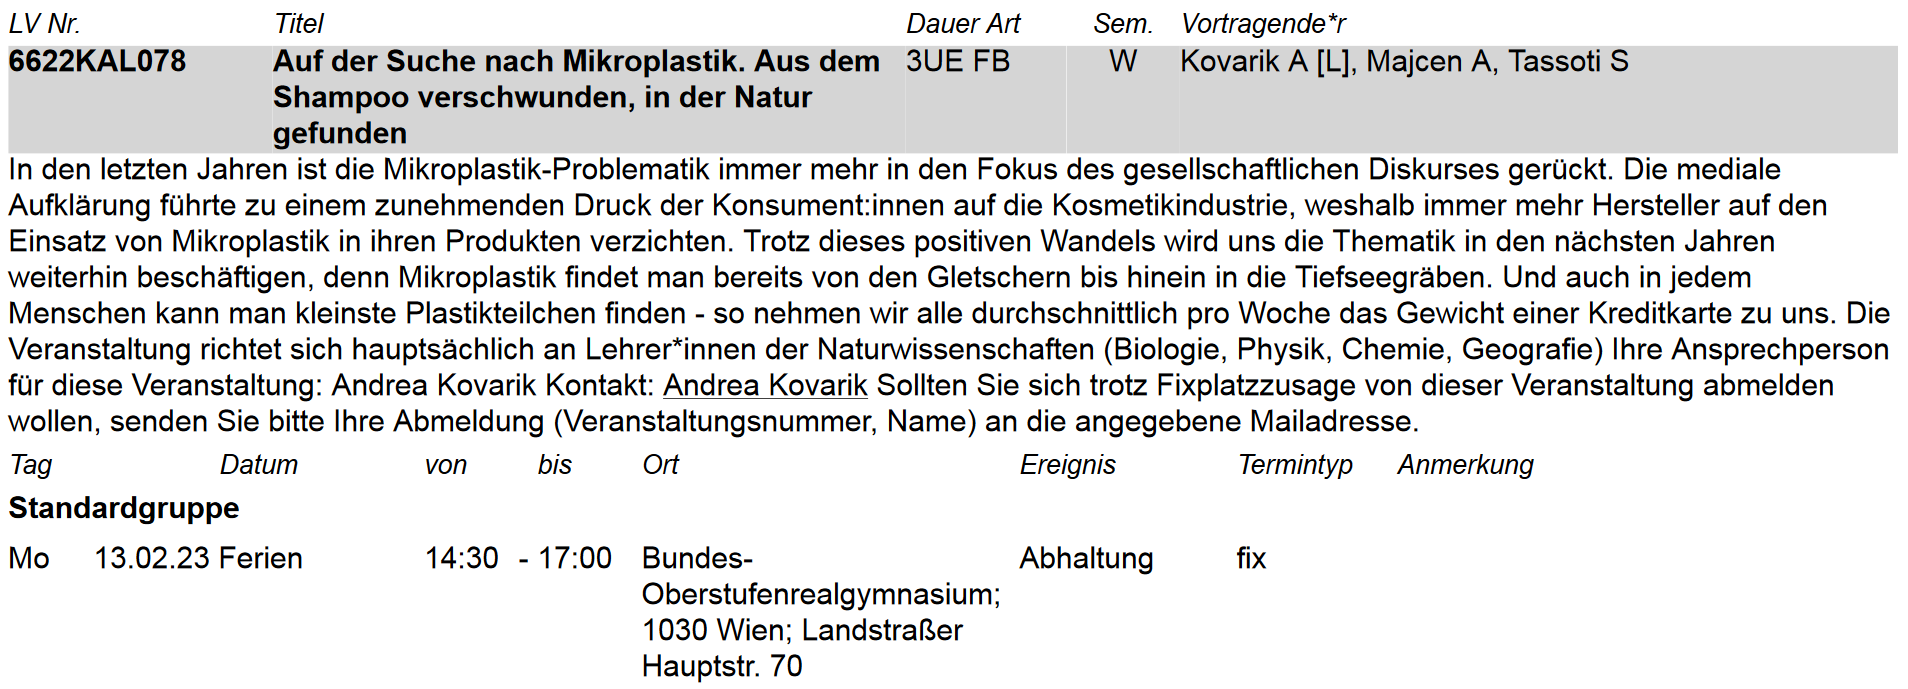 LV Nr. Titel Dauer Art Sem. Vortragende*r
6622KAL078 Auf der Suche nach Mikroplastik. Aus dem 3UE FB W Kovarik A [L], Majcen A, Tassoti S
Shampoo verschwunden, in der Natur
gefunden
In den letzten Jahren ist die Mikroplastik-Problematik immer mehr in den Fokus des gesellschaftlichen Diskurses gerückt. Die mediale
Aufklärung führte zu einem zunehmenden Druck der Konsument:innen auf die Kosmetikindustrie, weshalb immer mehr Hersteller auf den
Einsatz von Mikroplastik in ihren Produkten verzichten. Trotz dieses positiven Wandels wird uns die Thematik in den nächsten Jahren
weiterhin beschäftigen, denn Mikroplastik findet man bereits von den Gletschern bis hinein in die Tiefseegräben. Und auch in jedem
Menschen kann man kleinste Plastikteilchen finden - so nehmen wir alle durchschnittlich pro Woche das Gewicht einer Kreditkarte zu uns. Die
Veranstaltung richtet sich hauptsächlich an Lehrer*innen der Naturwissenschaften (Biologie, Physik, Chemie, Geografie) Ihre Ansprechperson
für diese Veranstaltung: Andrea Kovarik Kontakt: Andrea Kovarik Sollten Sie sich trotz Fixplatzzusage von dieser Veranstaltung abmelden
wollen, senden Sie bitte Ihre Abmeldung (Veranstaltungsnummer, Name) an die angegebene Mailadresse.
Tag Datum von bis Ort Ereignis Termintyp Anmerkung
Standardgruppe
Mo 13.02.23 Ferien 14:30 - 17:00 Bundes- Abhaltung fix
Oberstufenrealgymnasium;
1030 Wien; Landstraßer
Hauptstr. 70